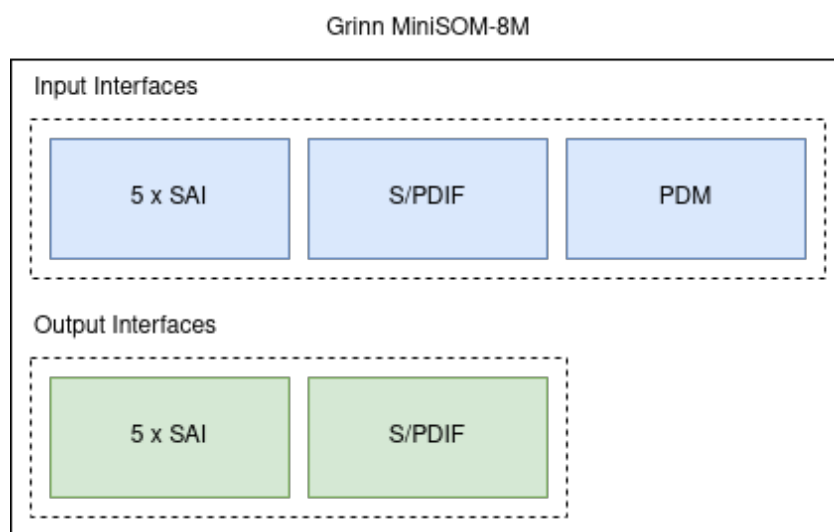 Grinn MiniSOM-8M
Input Interfaces
5 x SAI
S/PDIF
PDM
Output Interfaces
5 x SAI
S/PDIF